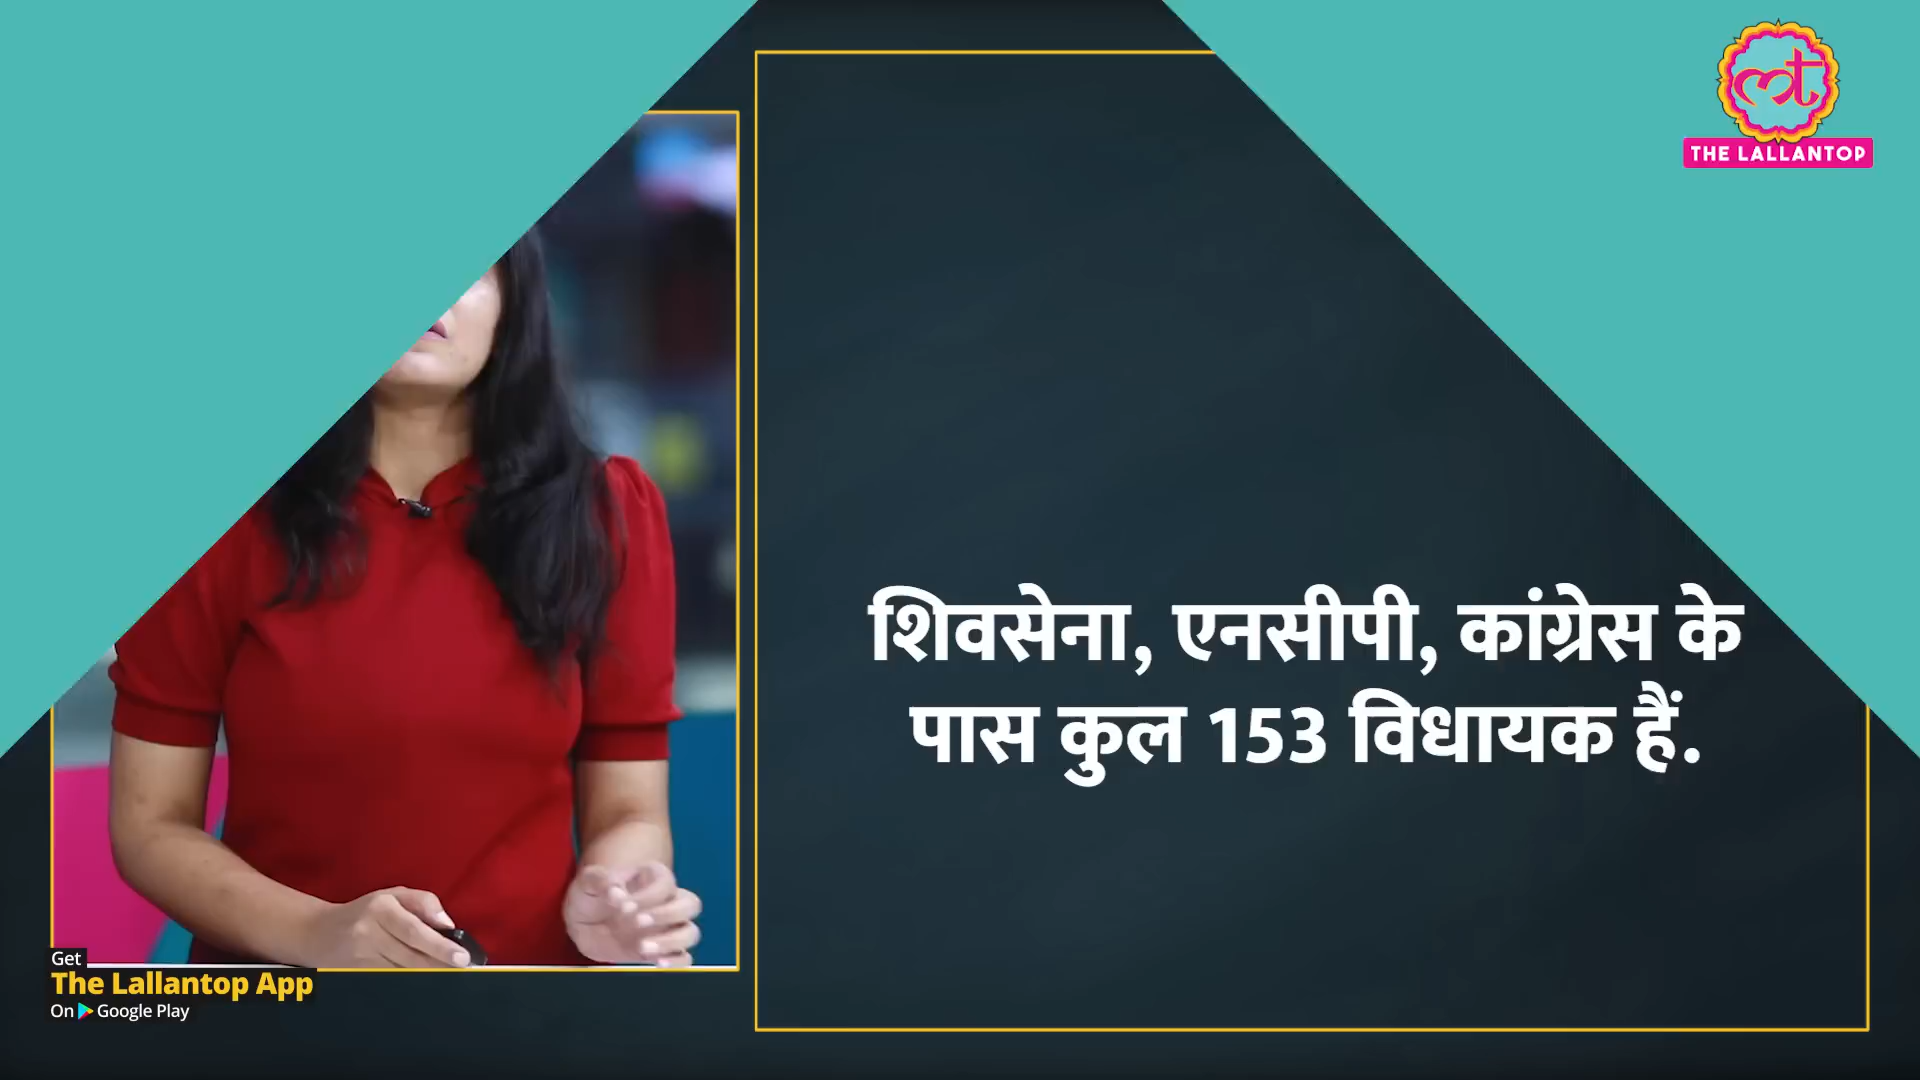 THE LALLANTOP
शिवसेना, एनसीपी, कांग्रेस के
पास कुल 153 विधायक हैं.
Get
The Lallantop App
On Google Play